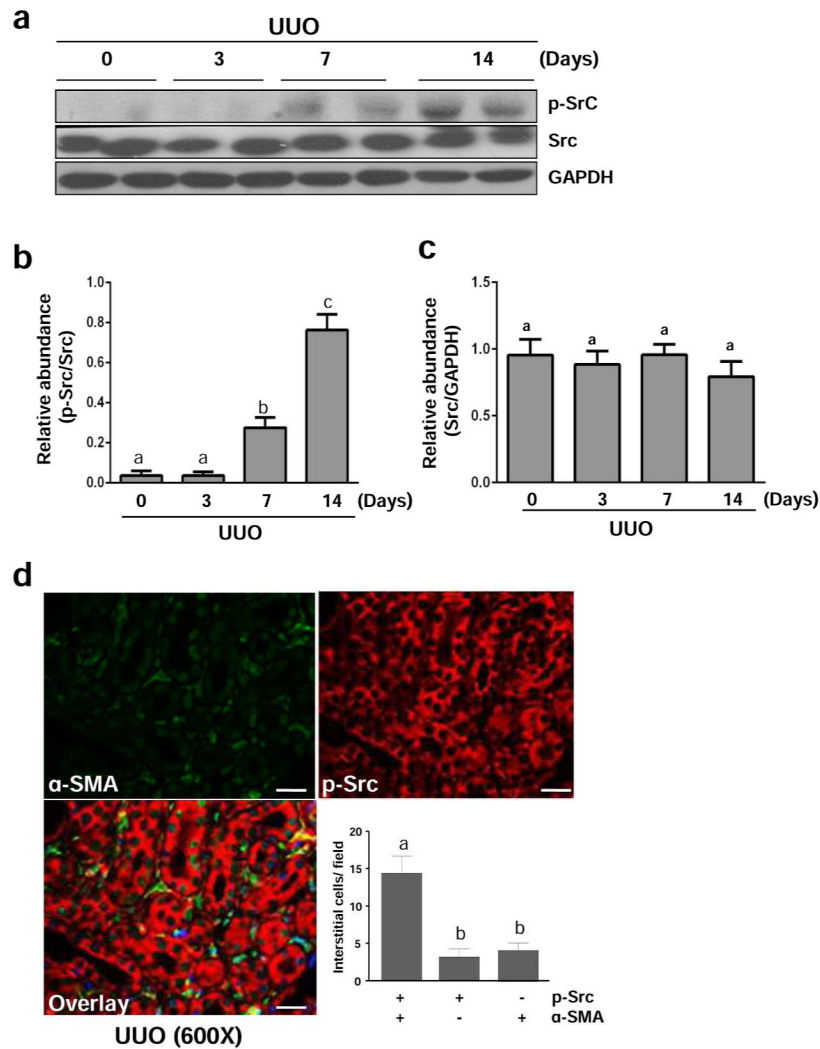 a
UUO
0 3 7 14 (Days)
p-SrC
Src
GAPDH
b
Relative abundance
(p-Src/Src)
1.0
0.8
0.6
0.4
0.2
0.0
a a b c
0 3 7 14 (Days)
UUO
c
Relative abundance
(Src/GAPDH)
1.5
1.0
0.5
0.0
a a a a
0 3 7 14 (Days)
UUO
d
α-SMA
p-Src
Overlay
UUO (600X)
Interstitial cells/ field
20
15
10
5
0
a b b
+ + - p-Src
+ - + α-SMA